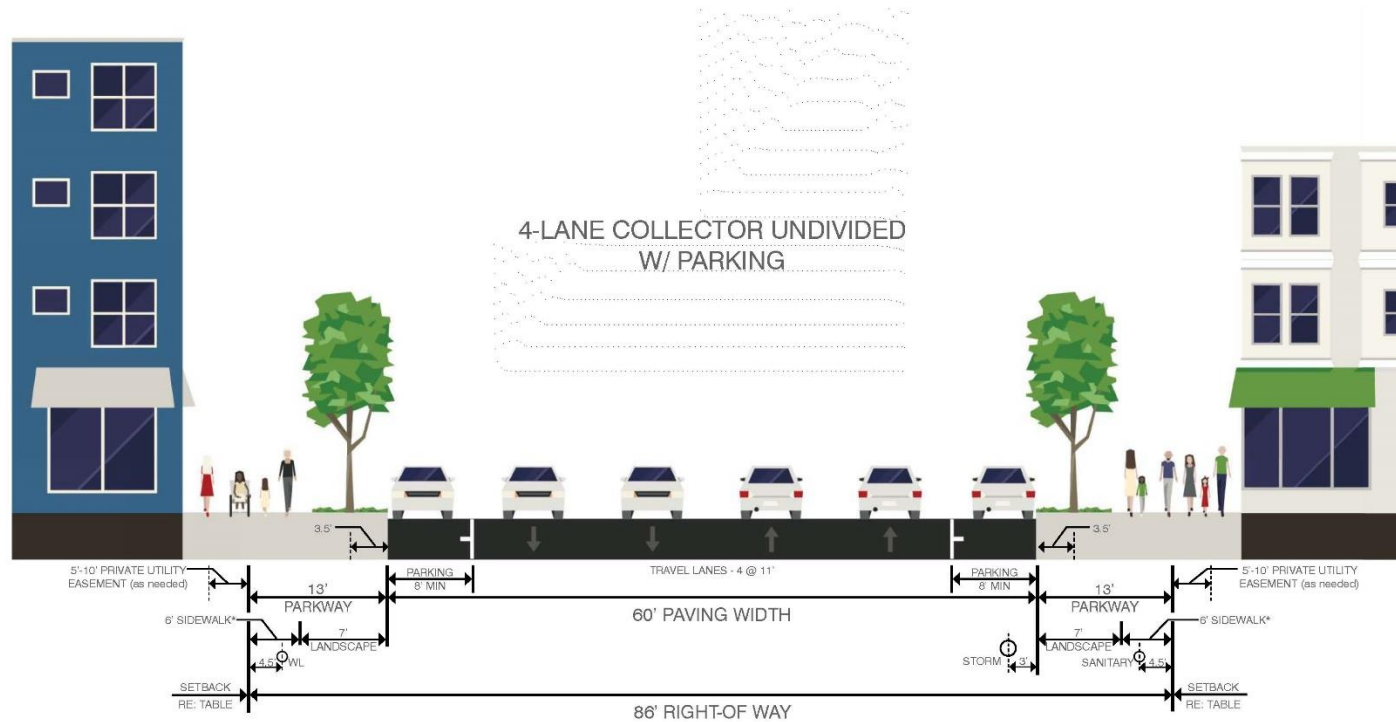 4-LANE COLLECTOR UNDIVIDED
W/ PARKING
3.5'
3.5'
5'-10' PRIVATE UTILITY
EASEMENT (as needed)
13'
PARKWAY
PARKING
8' MIN
TRAVEL LANES - 4 @ 11'
PARKING
8' MIN
13'
PARKWAY
5'-10' PRIVATE UTILITY
EASEMENT (as needed)
60' PAVING WIDTH
6' SIDEWALK*
7'
LANDSCAPE
7'
LANDSCAPE
6' SIDEWALK*
4.5'
WL
STORM
3'
SANITARY
4.5'
SETBACK
RE: TABLE
SETBACK
RE: TABLE
86' RIGHT-OF WAY